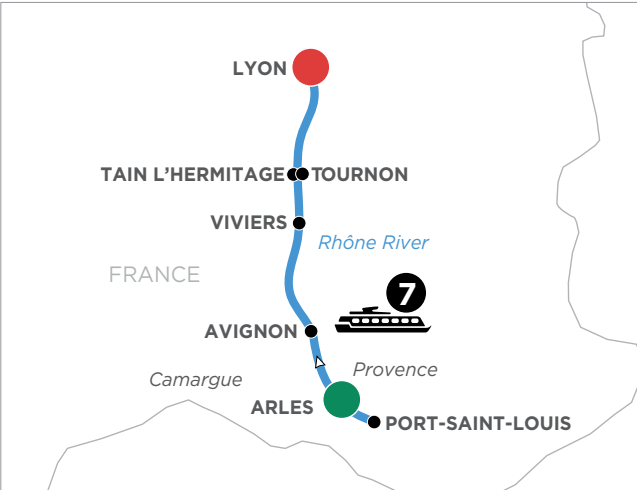 LYON
TAIN L'HERMITAGE TOURNON
VIVIERS
Rhône River
FRANCE
7
AVIGNON
Provence
Camargue
ARLES
PORT-SAINT-LOUIS